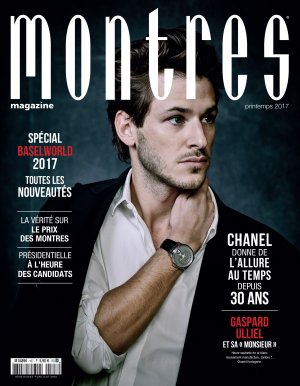 montres
magazine
printemps 2017
SPÉCIAL
BASELWORLD
2017
TOUTES LES
NOUVEAUTÉS
LA VÉRITÉ SUR
LE PRIX
DES MONTRES
PRÉSIDENTIELLE
À L'HEURE
DES CANDIDATS
CHANEL
DONNE DE
L'ALLURE
AU TEMPS
DEPUIS
30 ANS
GASPARD
ULLIEL
ET SA « MONSIEUR »